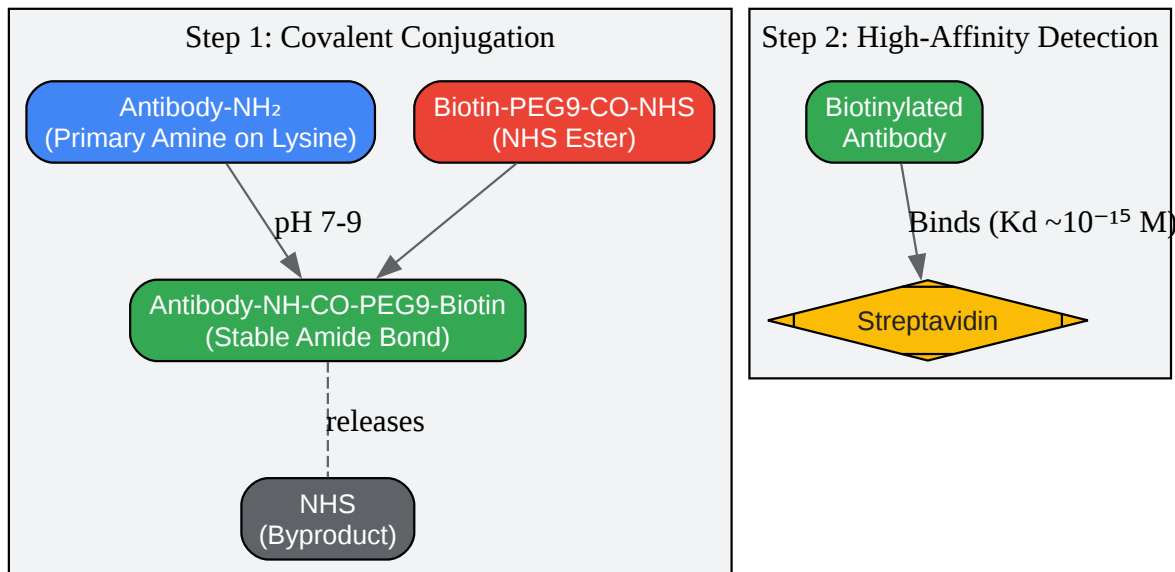 Step 1: Covalent Conjugation
Antibody-NH₂
(Primary Amine on Lysine)
Biotin-PEG9-CO-NHS
(NHS Ester)
pH 7-9
Antibody-NH-CO-PEG9-Biotin
(Stable Amide Bond)
releases
NHS
(Byproduct)
Step 2: High-Affinity Detection
Biotinylated
Antibody
Binds (Kd ~10⁻¹⁵ M)
Streptavidin